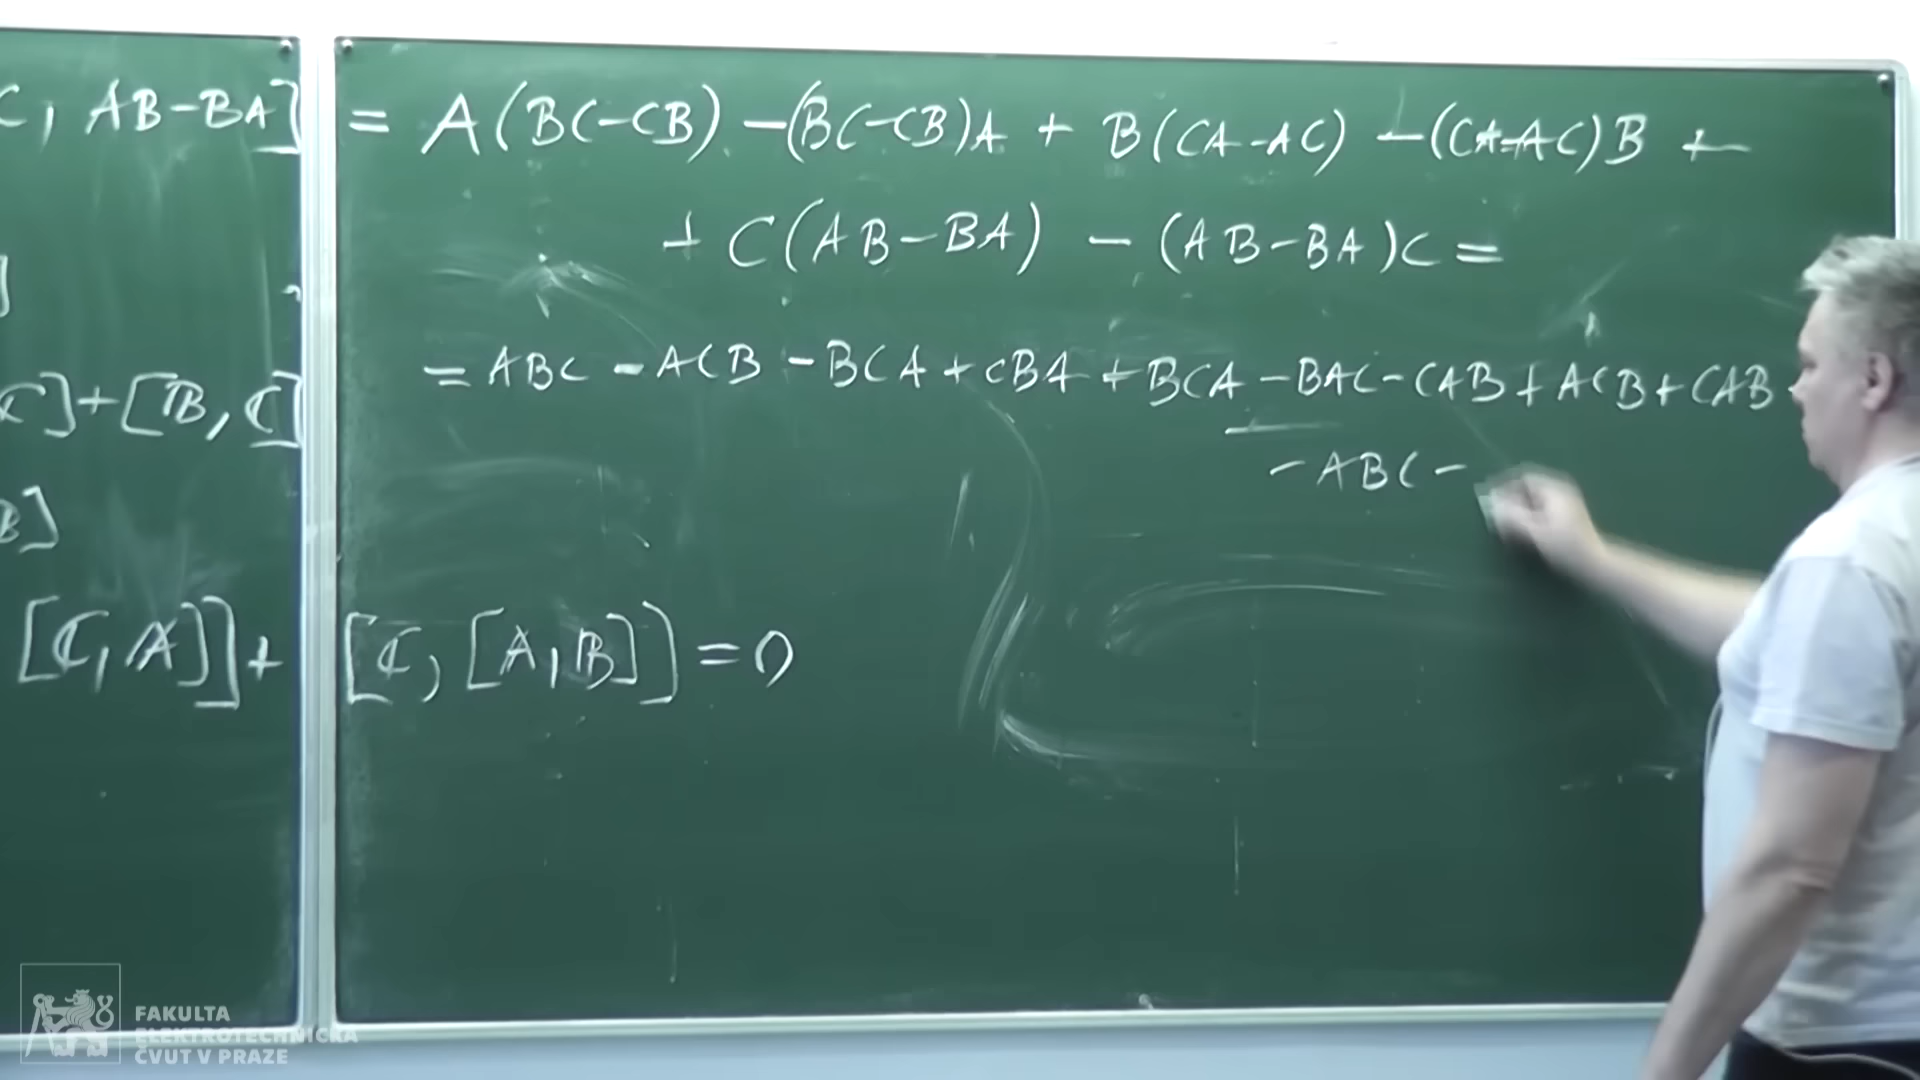 C, AB-BA] = A(BC-CB) -(BC-CB)A + B(CA-AC) -(CA-AC)B +
+ C(AB-BA) - (AB-BA)C =
]
= ABC - ACB - BCA + CBA + BCA - BAC - CAB + ACB + CAB
C] + [B, C]
- ABC -
B]
[C, A]] + [C, [A, B]] = 0
FAKULTA
ELEKTROTECHNICKÁ
ČVUT V PRAZE